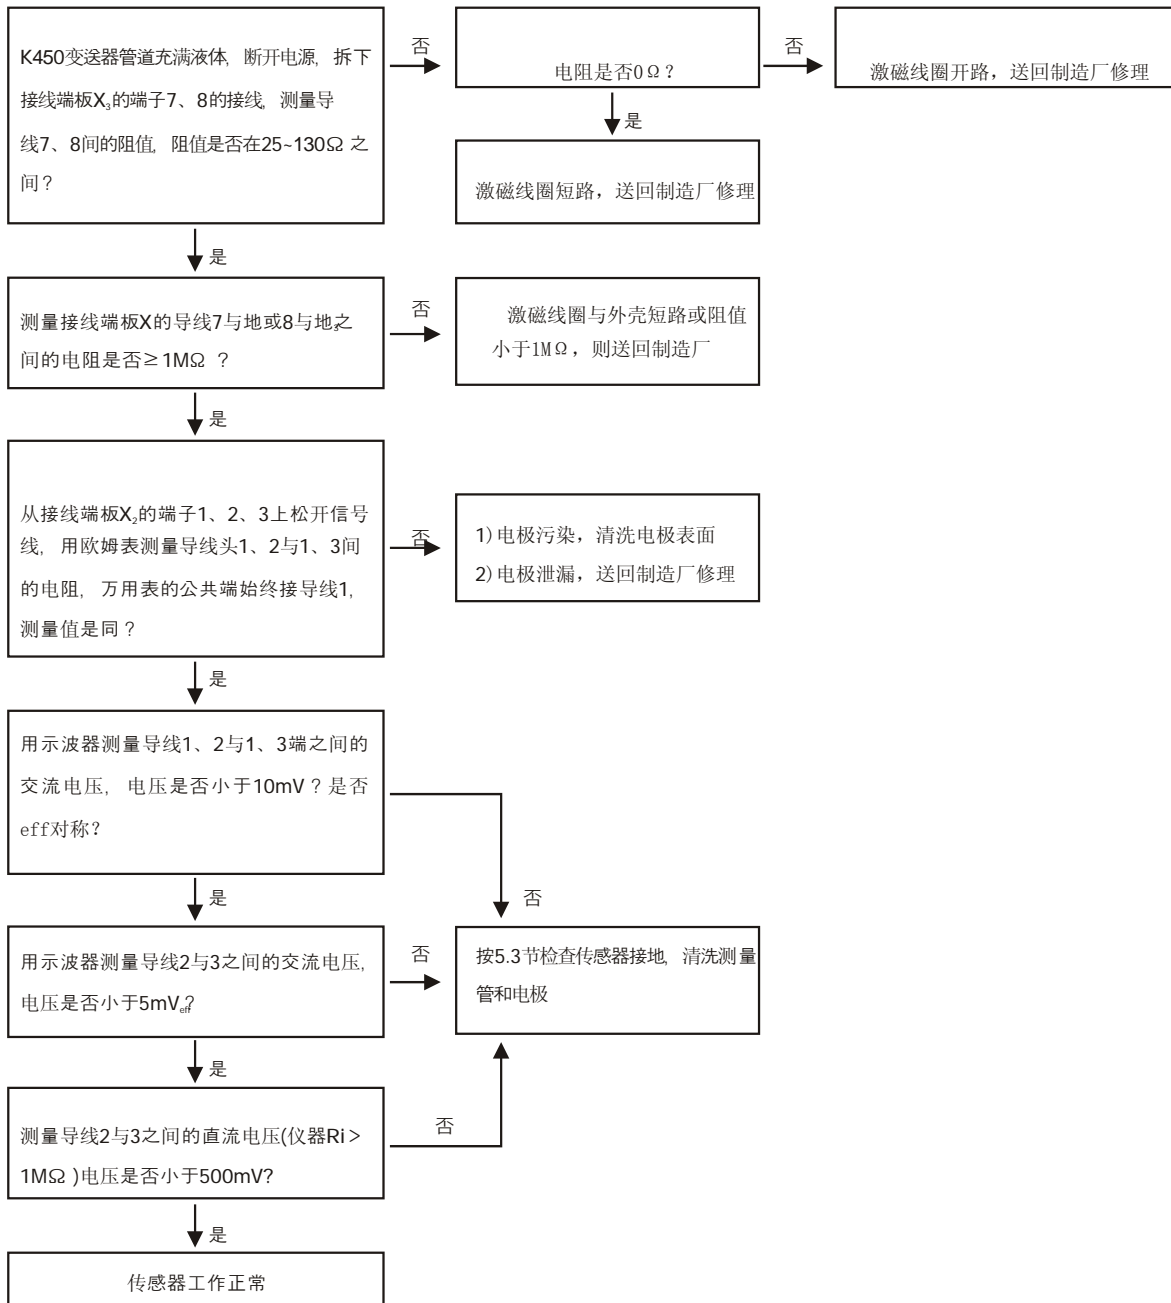 K450变送器管道充满液体, 断开电源, 拆下
接线端板X₃的端子7、8的接线, 测量导
线7、8间的阻值, 阻值是否在25~130Ω 之
间?
否
电阻是否0Ω?
否
激磁线圈开路，送回制造厂修理
是
激磁线圈短路，送回制造厂修理
是
测量接线端板X的导线7与地或8与地₃之
间的电阻是否≥1MΩ ?
否
激磁线圈与外壳短路或阻值
小于1MΩ，则送回制造厂
是
从接线端板X₂的端子1、2、3上松开信号
线, 用欧姆表测量导线头1、2与1、3间
的电阻, 万用表的公共端始终接导线1,
测量值是同?
否
1)电极污染，清洗电极表面
2)电极泄漏，送回制造厂修理
是
用示波器测量导线1、2与1、3端之间的
交流电压, 电压是否小于10mV?是否
eff对称?
否
是
用示波器测量导线2与3之间的交流电压,
电压是否小于5mVeff?
否
按5.3节检查传感器接地, 清洗测量
管和电极
是
测量导线2与3之间的直流电压(仪器Ri>
1MΩ )电压是否小于500mV?
否
是
传感器工作正常